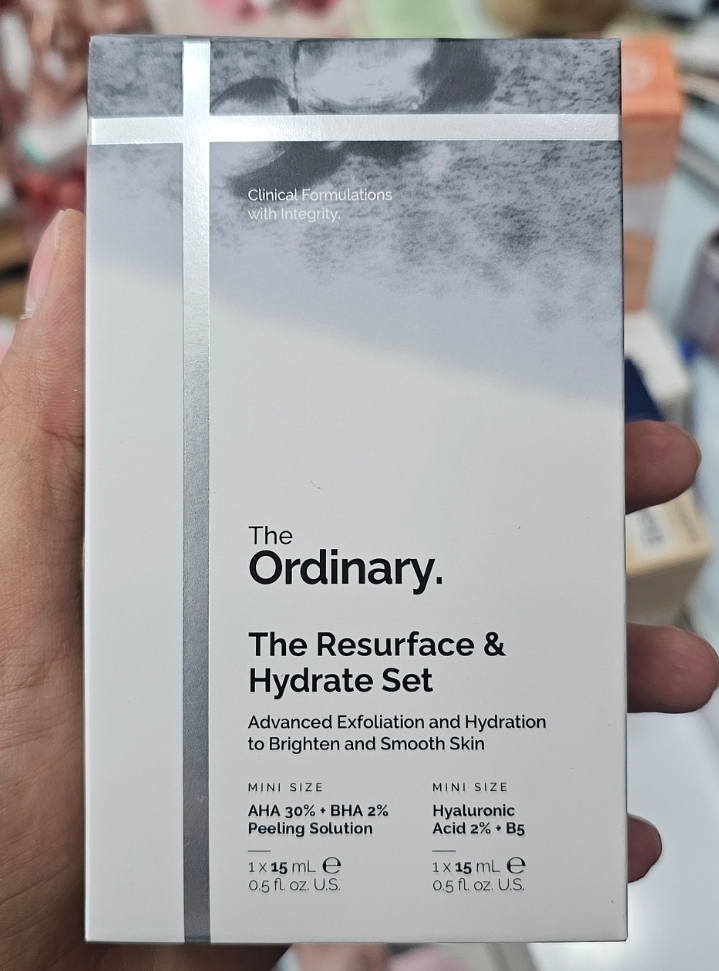 Clinical Formulations
with Integrity.
The
Ordinary.
The Resurface &
Hydrate Set
Advanced Exfoliation and Hydration
to Brighten and Smooth Skin
MINI SIZE
AHA 30% + BHA 2%
Peeling Solution
1 x 15 mL ℮
0.5 fl. oz. U.S.
MINI SIZE
Hyaluronic
Acid 2% + B5
1 x 15 mL ℮
0.5 fl. oz. U.S.